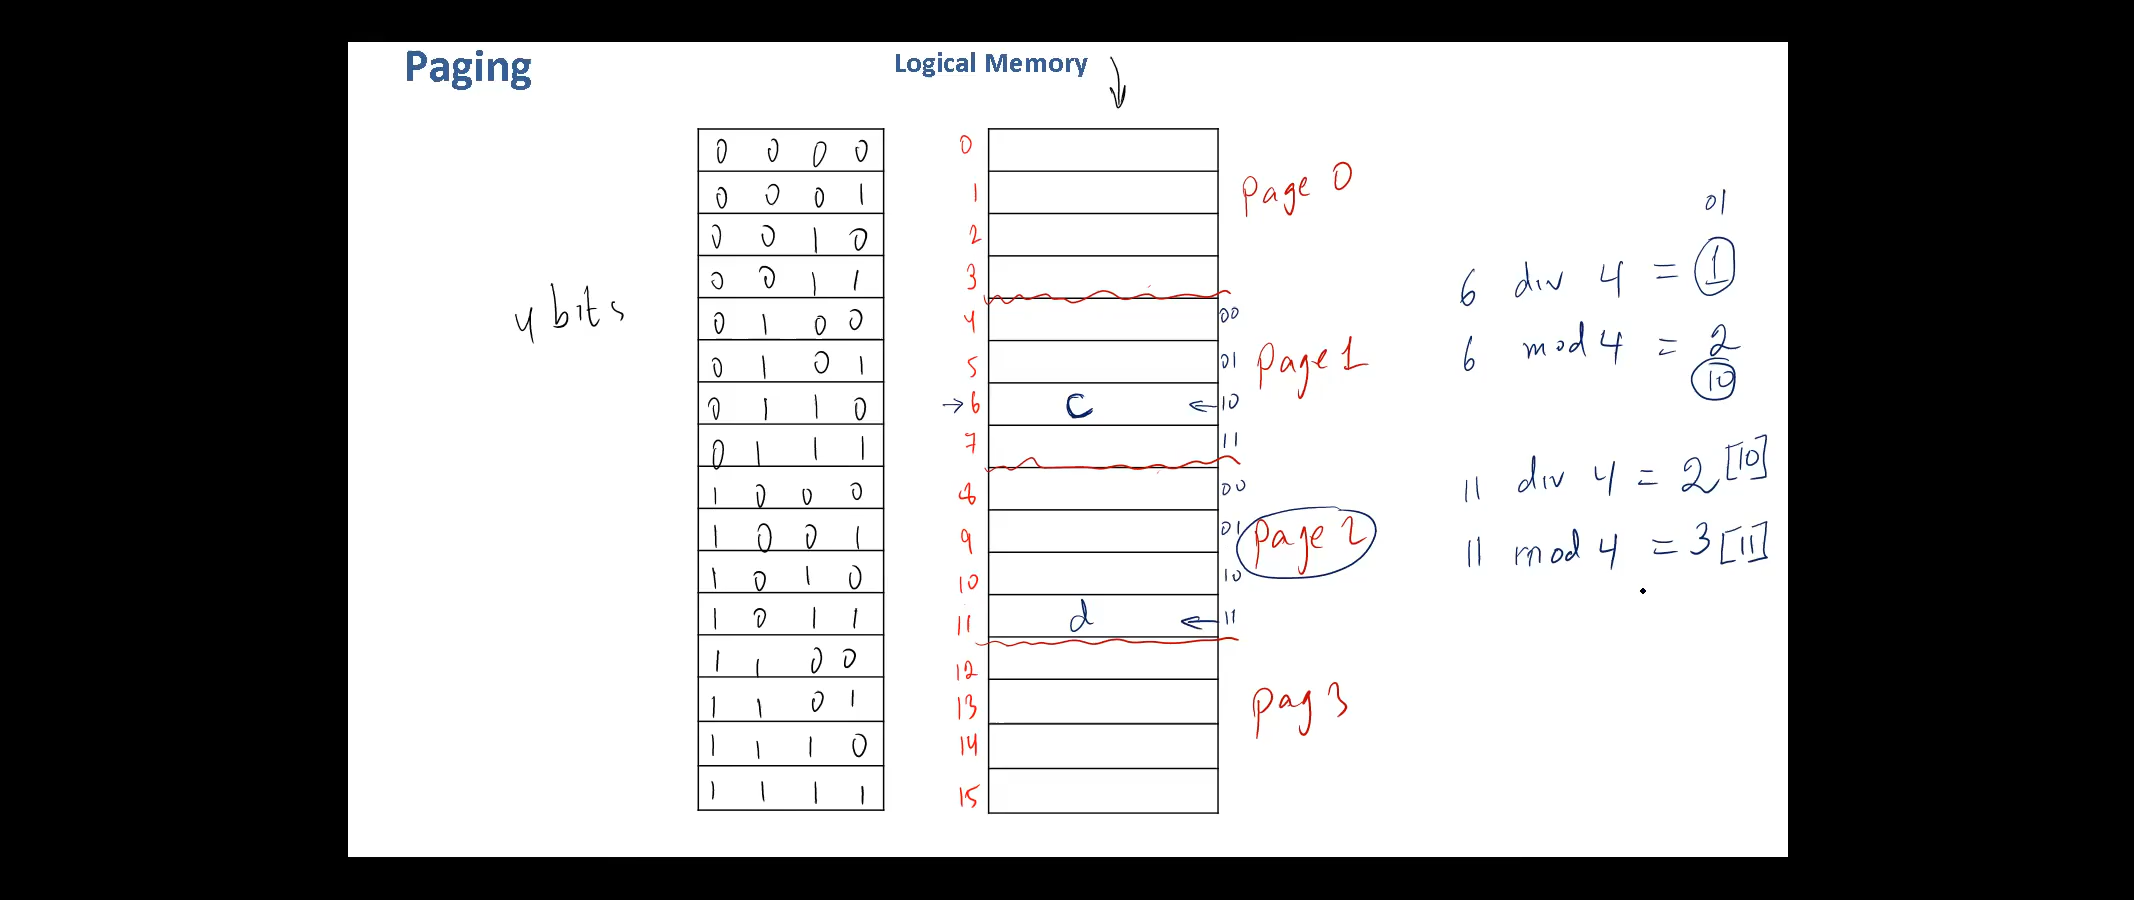 Paging
Logical Memory
4 bits
0 0 0 0
0 0 0 1
0 0 1 0
0 0 1 1
0 1 0 0
0 1 0 1
0 1 1 0
0 1 1 1
1 0 0 0
1 0 0 1
1 0 1 0
1 0 1 1
1 1 0 0
1 1 0 1
1 1 1 0
1 1 1 1
0
1
2
3
4 00
5 01
→ 6 C ← 10
7 11
8 00
9 01
10 10
11 d ← 11
12
13
14
15
Page 0
Page 1
Page 2
Pag 3
01
6 div 4 = 1
6 mod 4 = 2
10
11 div 4 = 2 [10]
11 mod 4 = 3 [11]